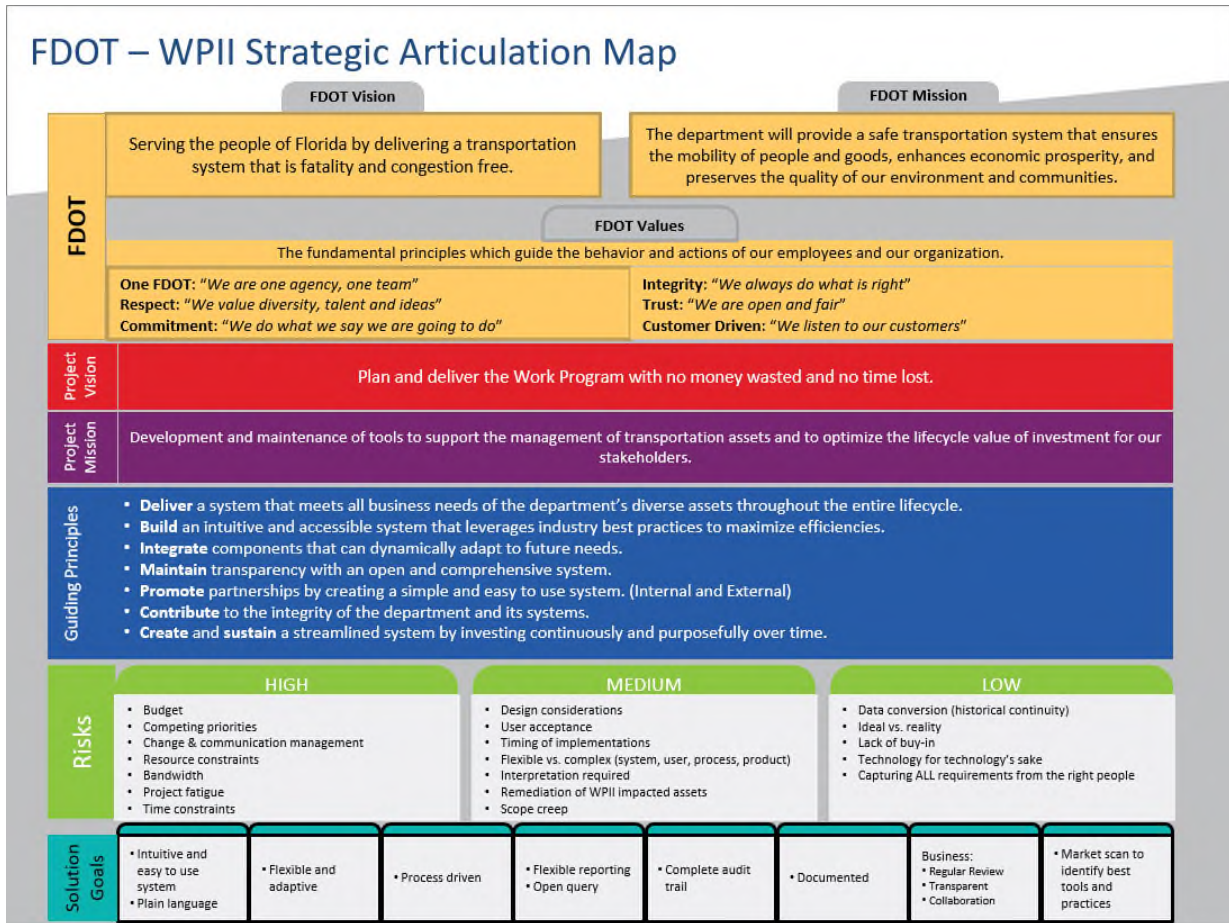 FDOT – WPII Strategic Articulation Map
FDOT Vision
FDOT Mission
FDOT
Serving the people of Florida by delivering a transportation
system that is fatality and congestion free.
The department will provide a safe transportation system that ensures
the mobility of people and goods, enhances economic prosperity, and
preserves the quality of our environment and communities.
FDOT Values
The fundamental principles which guide the behavior and actions of our employees and our organization.
One FDOT: “We are one agency, one team”
Respect: “We value diversity, talent and ideas”
Commitment: “We do what we say we are going to do”
Integrity: “We always do what is right”
Trust: “We are open and fair”
Customer Driven: “We listen to our customers”
Project
Vision
Plan and deliver the Work Program with no money wasted and no time lost.
Project
Mission
Development and maintenance of tools to support the management of transportation assets and to optimize the lifecycle value of investment for our
stakeholders.
Guiding Principles
• Deliver a system that meets all business needs of the department’s diverse assets throughout the entire lifecycle.
• Build an intuitive and accessible system that leverages industry best practices to maximize efficiencies.
• Integrate components that can dynamically adapt to future needs.
• Maintain transparency with an open and comprehensive system.
• Promote partnerships by creating a simple and easy to use system. (Internal and External)
• Contribute to the integrity of the department and its systems.
• Create and sustain a streamlined system by investing continuously and purposefully over time.
Risks
HIGH
• Budget
• Competing priorities
• Change & communication management
• Resource constraints
• Bandwidth
• Project fatigue
• Time constraints
MEDIUM
• Design considerations
• User acceptance
• Timing of implementations
• Flexible vs. complex (system, user, process, product)
• Interpretation required
• Remediation of WPII impacted assets
• Scope creep
LOW
• Data conversion (historical continuity)
• Ideal vs. reality
• Lack of buy-in
• Technology for technology’s sake
• Capturing ALL requirements from the right people
Solution
Goals
• Intuitive and
easy to use
system
• Plain language
• Flexible and
adaptive
• Process driven
• Flexible reporting
• Open query
• Complete audit
trail
• Documented
Business:
• Regular Review
• Transparent
• Collaboration
• Market scan to
identify best
tools and
practices